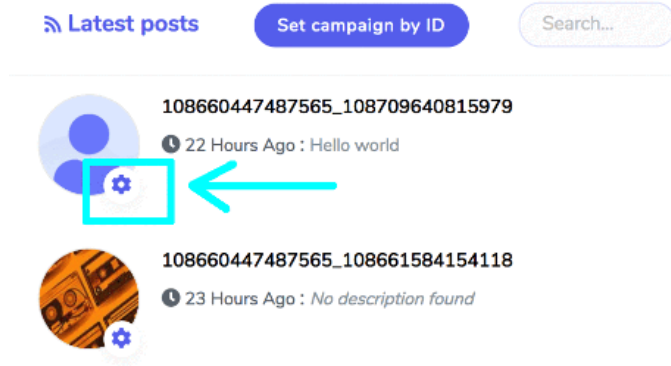 Latest posts
Set campaign by ID
Search...
108660447487565_108709640815979
22 Hours Ago : Hello world
108660447487565_108661584154118
23 Hours Ago : No description found